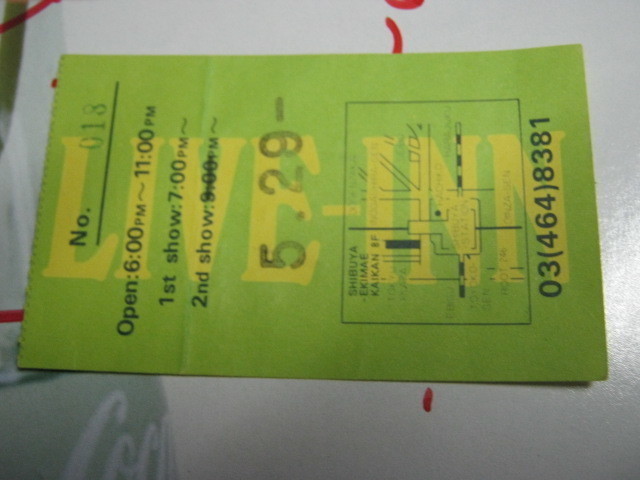 LIVE-INN
No. 018
Open:6:00PM~11:00PM
1st show:7:00PM~
2nd show:9:00PM~
5.29-
SHIBUYA
EKIMAE
KAIKAN 8F
03(464)8381